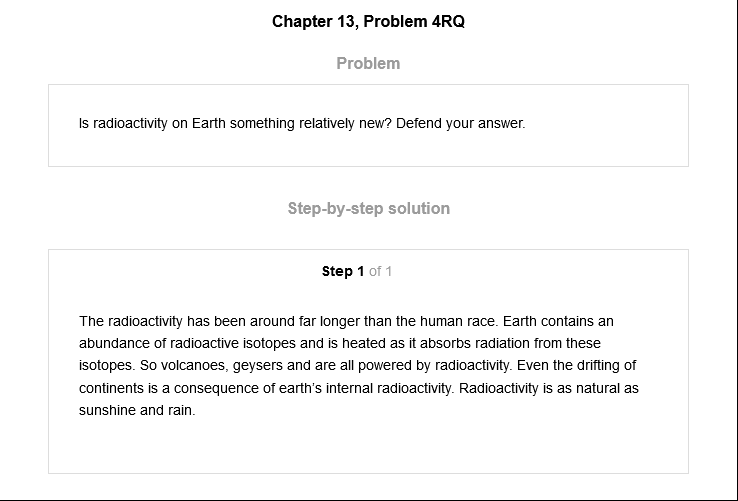 Chapter 13, Problem 4RQ
Problem
Is radioactivity on Earth something relatively new? Defend your answer.
Step-by-step solution
Step 1 of 1
The radioactivity has been around far longer than the human race. Earth contains an
abundance of radioactive isotopes and is heated as it absorbs radiation from these
isotopes. So volcanoes, geysers and are all powered by radioactivity. Even the drifting of
continents is a consequence of earth's internal radioactivity. Radioactivity is as natural as
sunshine and rain.